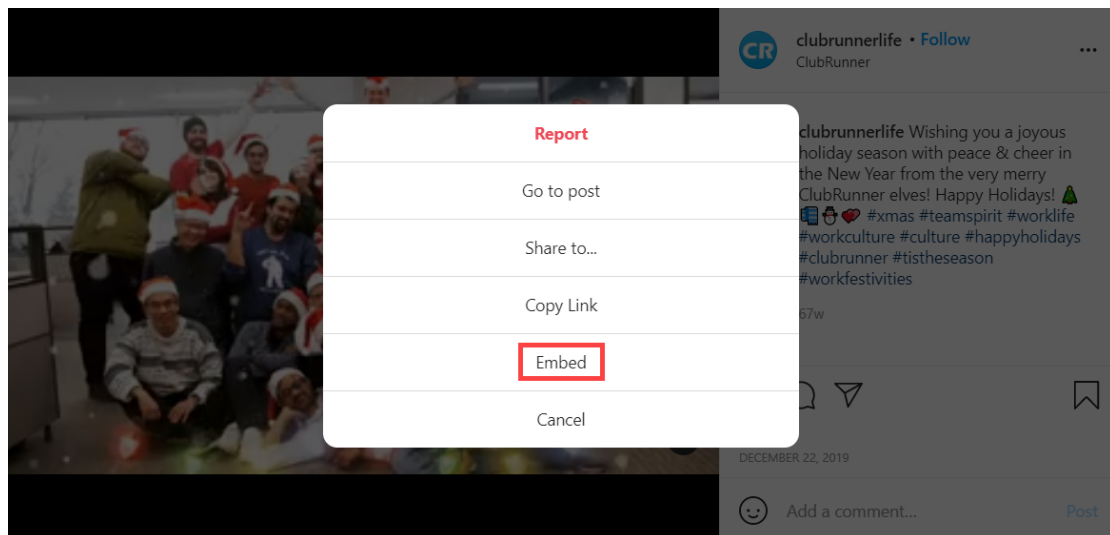 CR
clubrunnerlife • Follow
ClubRunner
...
Report
Go to post
Share to...
Copy Link
Embed
Cancel
clubrunnerlife Wishing you a joyous
holiday season with peace & cheer in
the New Year from the very merry
ClubRunner elves! Happy Holidays! 🎄
#xmas #teamspirit #worklife
#workculture #culture #happyholidays
#clubrunner #tistheseason
#workfestivities
67w
DECEMBER 22, 2019
Add a comment...
Post